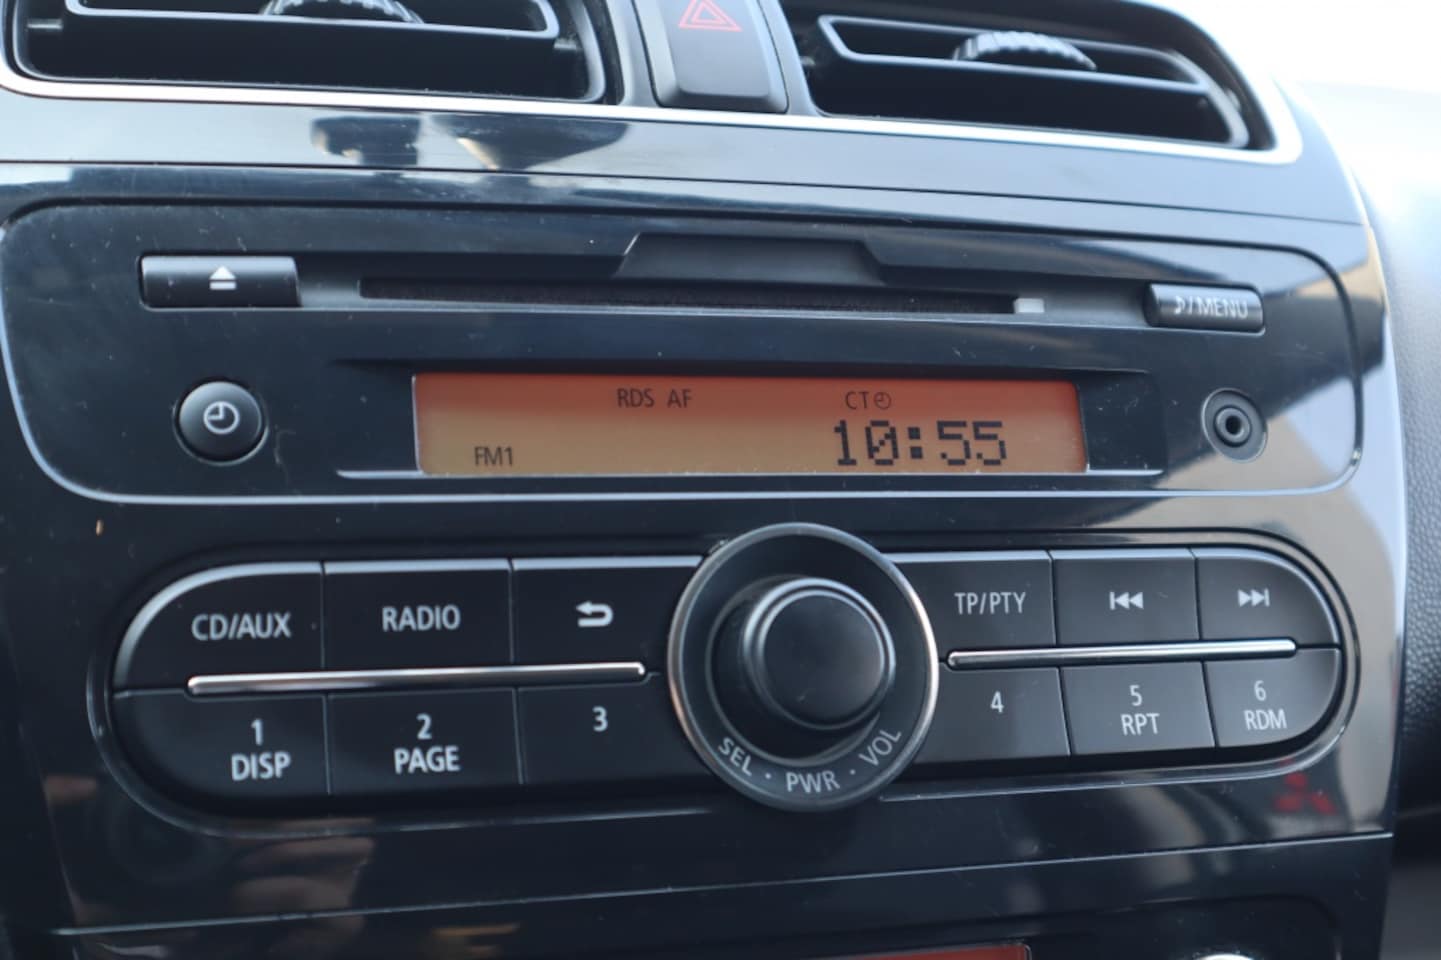 ♪/MENU
RDS AF
CT
FM1
10:55
CD/AUX
RADIO
TP/PTY
1
DISP
2
PAGE
3
4
5
RPT
6
RDM
SEL · PWR · VOL